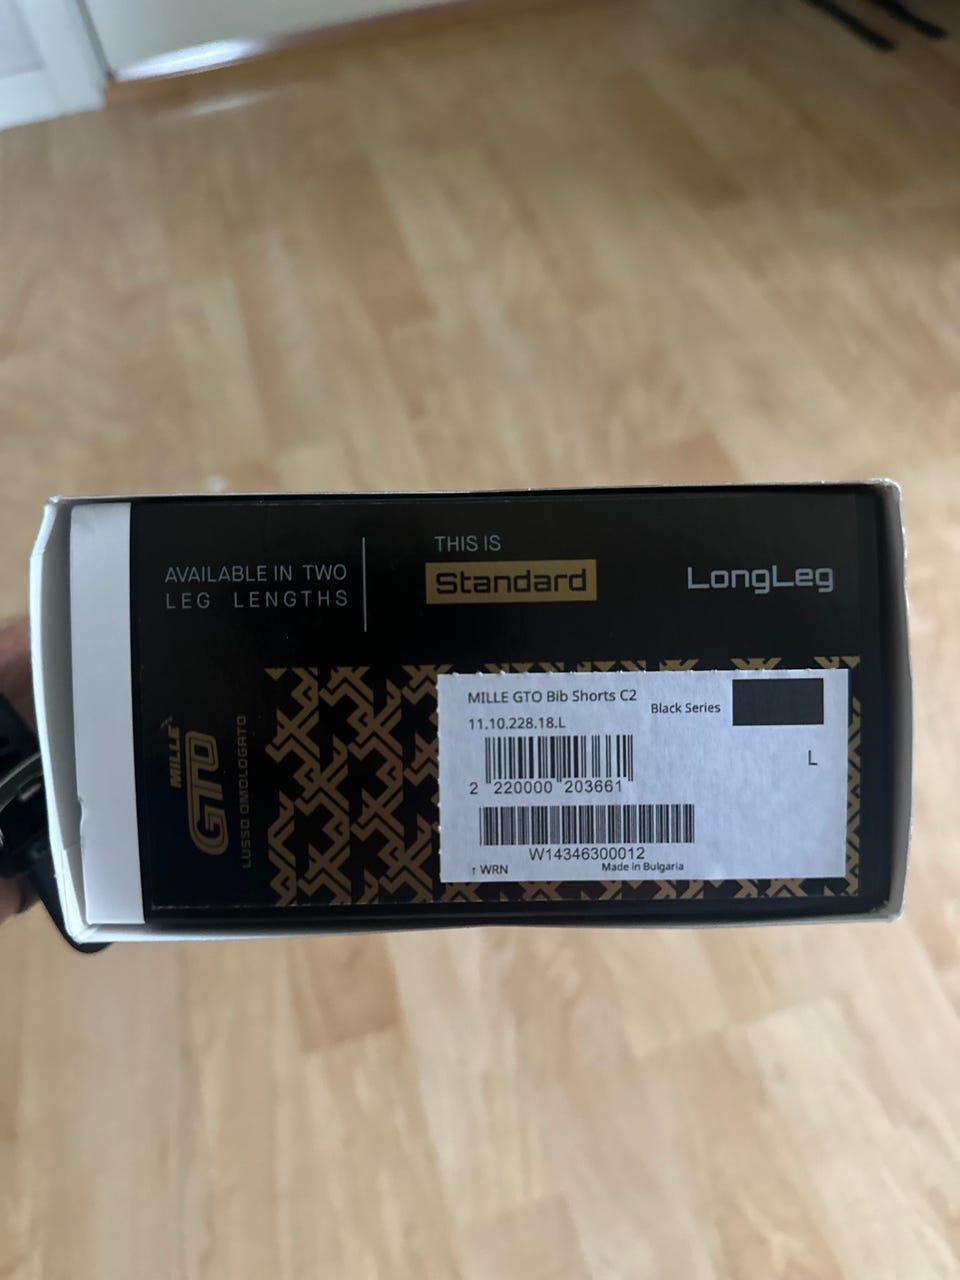 AVAILABLE IN TWO
LEG LENGTHS
THIS IS
Standard
LongLeg
MILLE
GTO
LUSSO OMOLOGATO
MILLE GTO Bib Shorts C2
Black Series
11.10.228.18.L
L
2 220000 203661
W14346300012
↑ WRN
Made in Bulgaria